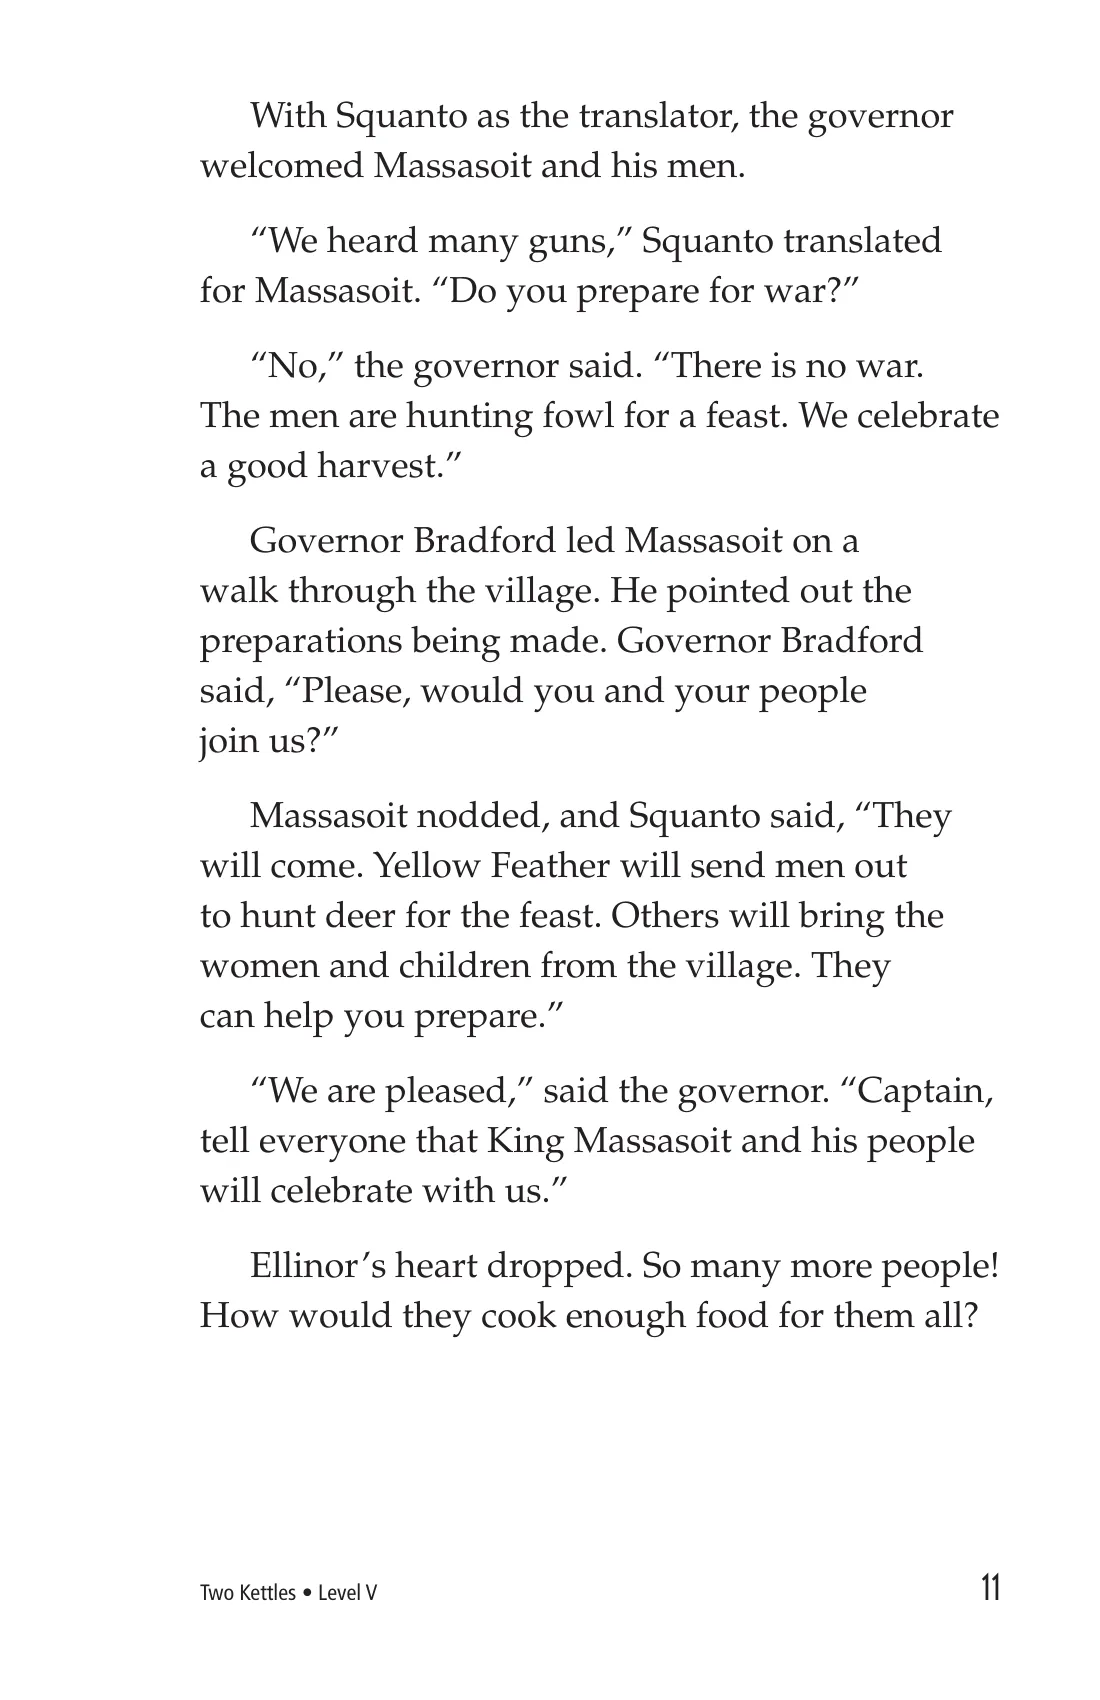 With Squanto as the translator, the governor
welcomed Massasoit and his men.
“We heard many guns,” Squanto translated
for Massasoit. “Do you prepare for war?”
“No,” the governor said. “There is no war.
The men are hunting fowl for a feast. We celebrate
a good harvest.”
Governor Bradford led Massasoit on a
walk through the village. He pointed out the
preparations being made. Governor Bradford
said, “Please, would you and your people
join us?”
Massasoit nodded, and Squanto said, “They
will come. Yellow Feather will send men out
to hunt deer for the feast. Others will bring the
women and children from the village. They
can help you prepare.”
“We are pleased,” said the governor. “Captain,
tell everyone that King Massasoit and his people
will celebrate with us.”
Ellinor’s heart dropped. So many more people!
How would they cook enough food for them all?
Two Kettles • Level V 11